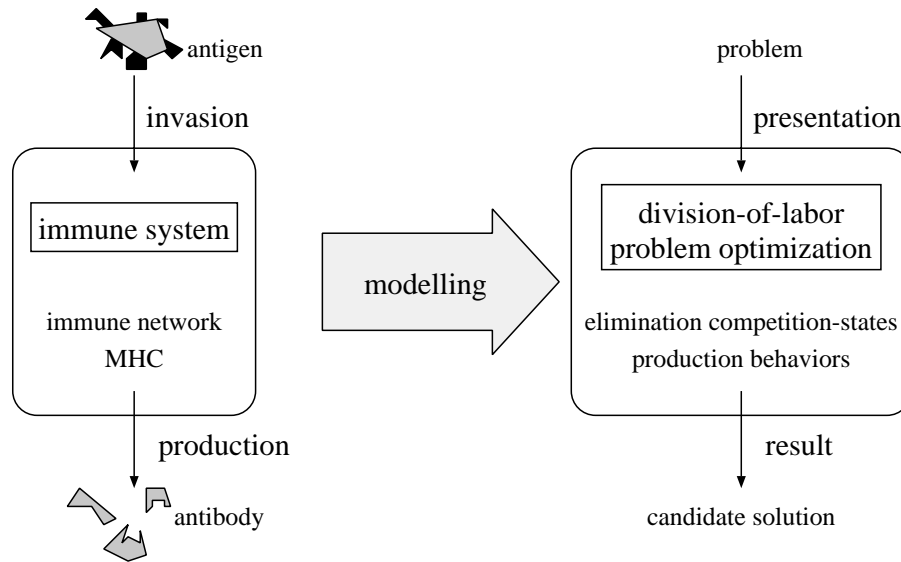 antigen
invasion
immune system
immune network
MHC
production
antibody
modelling
problem
presentation
division-of-labor
problem optimization
elimination competition-states
production behaviors
result
candidate solution